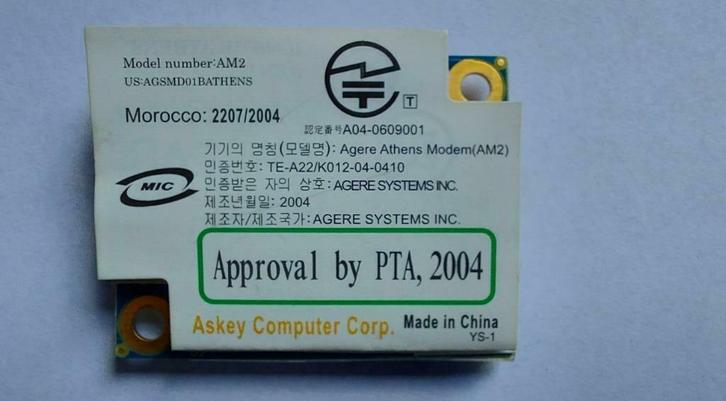 Model number:AM2
US:AGSMD01BATHENS
Morocco: 2207/2004
T
認定番号A04-0609001
기기의 명칭(모델명): Agere Athens Modem(AM2)
민증번호: TE-A22/K012-04-0410
MIC
민증받은 자의 상호: AGERE SYSTEMS INC.
제조년월일: 2004
제조자/제조국가: AGERE SYSTEMS INC.
Approval by PTA, 2004
Askey Computer Corp. Made in China
YS-1